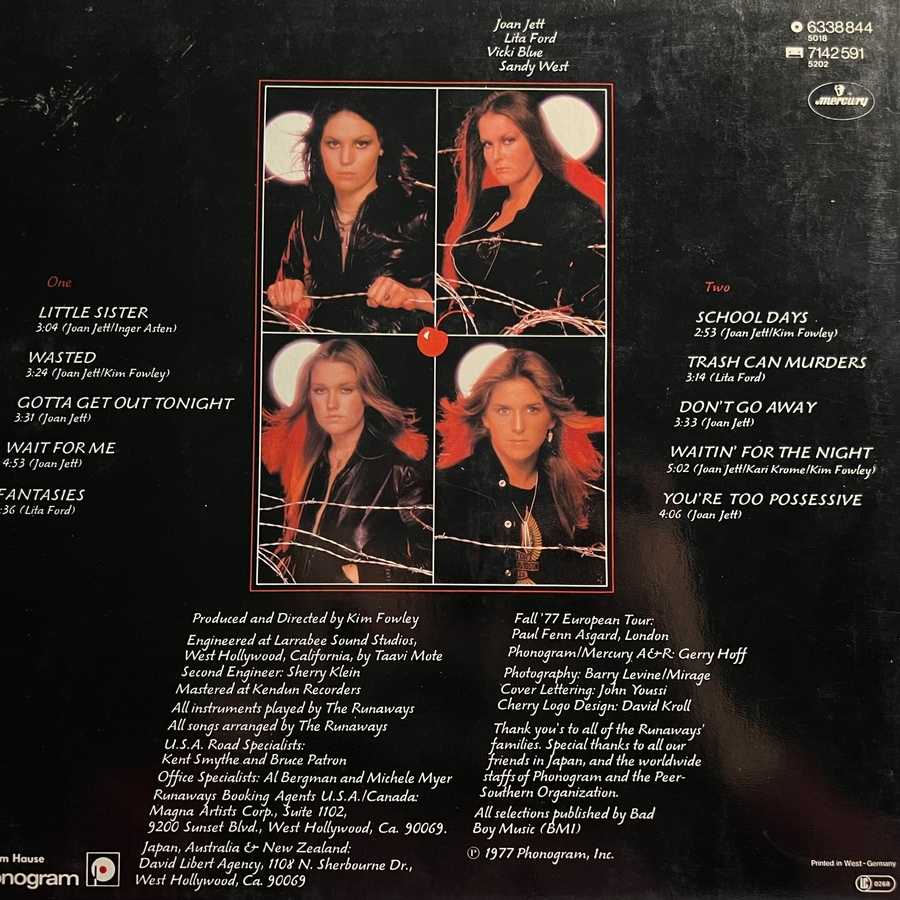 Joan Jett
Lita Ford
Vicki Blue
Sandy West
6338 844
5018
7142 591
5202
mercury
One
LITTLE SISTER
3:04 (Joan Jett/Inger Asten)
WASTED
3:24 (Joan Jett/Kim Fowley)
GOTTA GET OUT TONIGHT
3:31 (Joan Jett)
WAIT FOR ME
4:53 (Joan Jett)
FANTASIES
:36 (Lita Ford)
Two
SCHOOL DAYS
2:53 (Joan Jett/Kim Fowley)
TRASH CAN MURDERS
3:14 (Lita Ford)
DON'T GO AWAY
3:33 (Joan Jett)
WAITIN' FOR THE NIGHT
5:02 (Joan Jett/Kari Krome/Kim Fowley)
YOU'RE TOO POSSESSIVE
4:06 (Joan Jett)
Produced and Directed by Kim Fowley
Engineered at Larrabee Sound Studios,
West Hollywood, California, by Taavi Mote
Second Engineer: Sherry Klein
Mastered at Kendun Recorders
All instruments played by The Runaways
All songs arranged by The Runaways
U.S.A. Road Specialists:
Kent Smythe and Bruce Patron
Office Specialists: Al Bergman and Michele Myer
Runaways Booking Agents U.S.A./Canada:
Magna Artists Corp., Suite 1102,
9200 Sunset Blvd., West Hollywood, Ca. 90069.
Japan, Australia & New Zealand:
David Libert Agency, 1108 N. Sherbourne Dr.,
West Hollywood, Ca. 90069
Fall '77 European Tour:
Paul Fenn Asgard, London
Phonogram/Mercury A&R: Gerry Hoff
Photography: Barry Levine/Mirage
Cover Lettering: John Youssi
Cherry Logo Design: David Kroll
Thank you's to all of the Runaways'
families. Special thanks to all our
friends in Japan, and the worldwide
staffs of Phonogram and the Peer-
Southern Organization.
All selections published by Bad
Boy Music (BMI)
℗ 1977 Phonogram, Inc.
m Hause
nogram
Printed in West-Germany
LC 0268